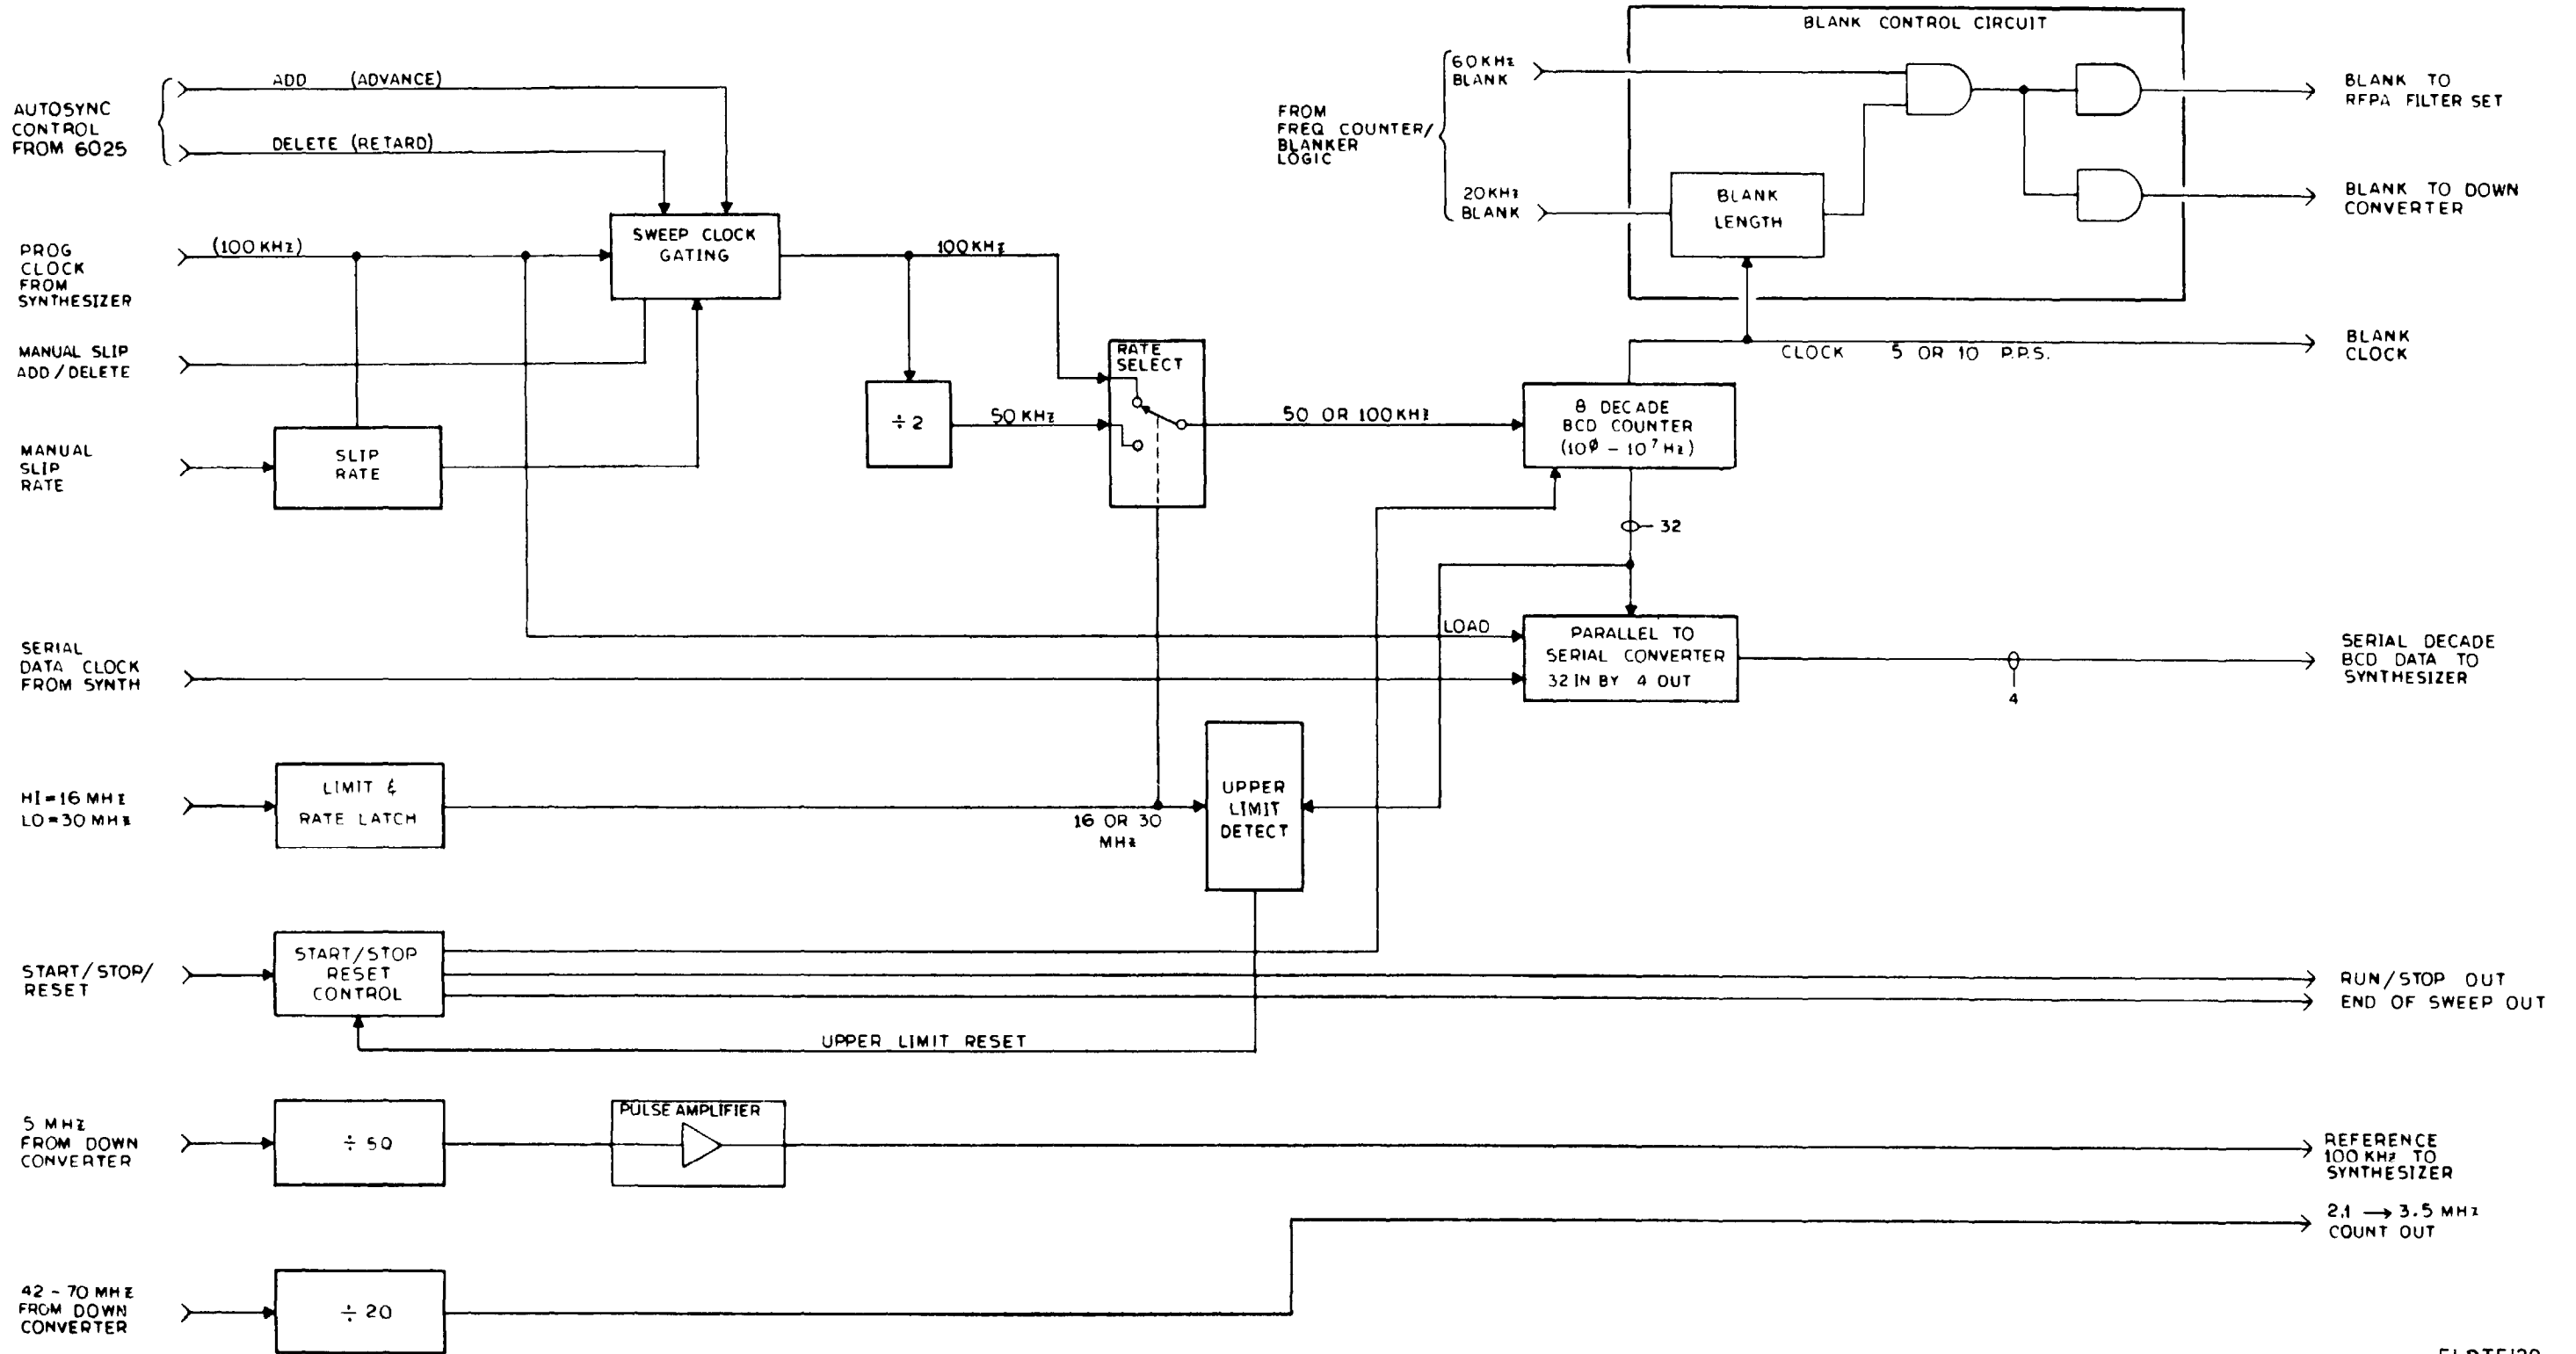 BLANK CONTROL CIRCUIT
ADD (ADVANCE)
AUTOSYNC
CONTROL
FROM 6025
DELETE (RETARD)
FROM
FREQ COUNTER/
BLANKER
LOGIC
60KHz
BLANK
20KHz
BLANK
BLANK
LENGTH
BLANK TO
RFPA FILTER SET
BLANK TO DOWN
CONVERTER
PROG
CLOCK
FROM
SYNTHESIZER
(100 KHz)
SWEEP CLOCK
GATING
100KHz
MANUAL SLIP
ADD / DELETE
RATE
SELECT
CLOCK 5 OR 10 P.P.S.
BLANK
CLOCK
÷ 2
50 KHz
50 OR 100KHz
8 DECADE
BCD COUNTER
(10⁰ – 10⁷ Hz)
MANUAL
SLIP
RATE
SLIP
RATE
32
SERIAL
DATA CLOCK
FROM SYNTH
LOAD
PARALLEL TO
SERIAL CONVERTER
32 IN BY 4 OUT
4
SERIAL DECADE
BCD DATA TO
SYNTHESIZER
HI=16 MHz
LO=30 MHz
LIMIT &
RATE LATCH
16 OR 30
MHz
UPPER
LIMIT
DETECT
START/STOP/
RESET
START/STOP
RESET
CONTROL
RUN/STOP OUT
END OF SWEEP OUT
UPPER LIMIT RESET
5 MHz
FROM DOWN
CONVERTER
÷ 50
PULSE AMPLIFIER
REFERENCE
100 KHz TO
SYNTHESIZER
2.1 → 3.5 MHz
COUNT OUT
42 - 70 MHz
FROM DOWN
CONVERTER
÷ 20